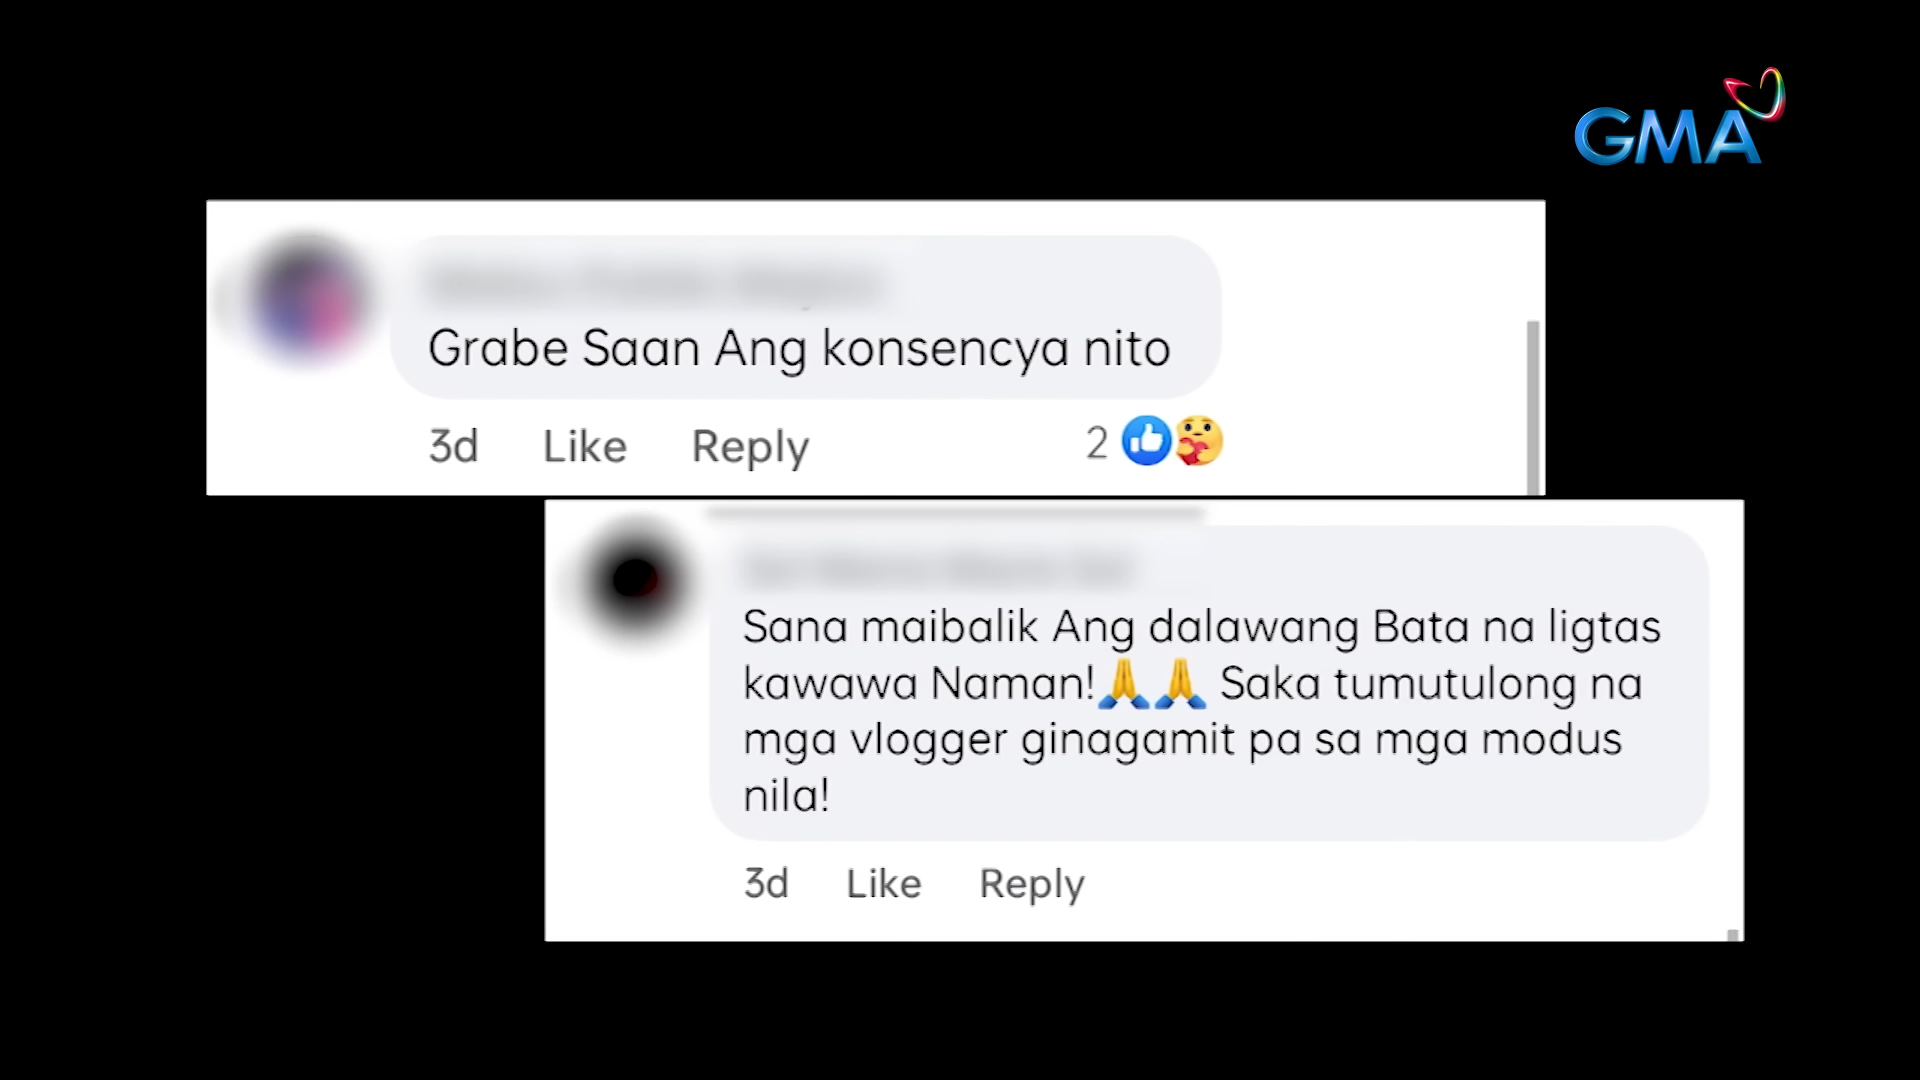 GMA
Grabe Saan Ang konsencya nito
3d Like Reply 2
Sana maibalik Ang dalawang Bata na ligtas
kawawa Naman!🙏🙏 Saka tumutulong na
mga vlogger ginagamit pa sa mga modus
nila!
3d Like Reply